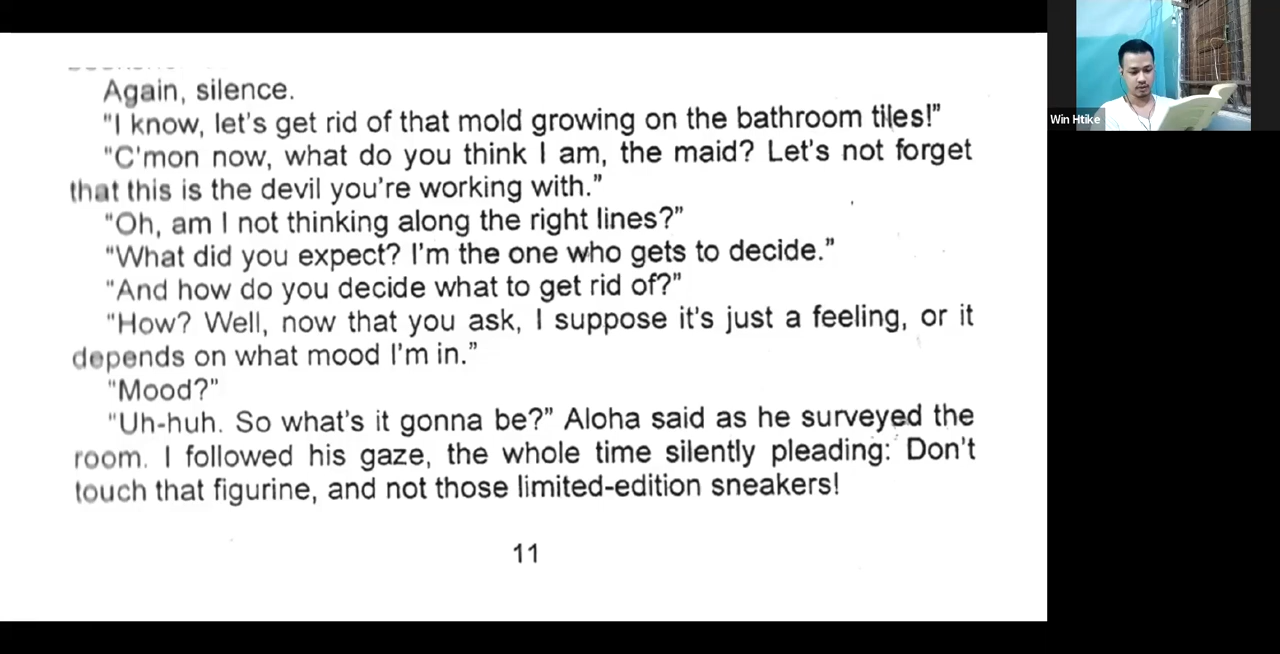 Again, silence.
"I know, let's get rid of that mold growing on the bathroom tiles!"
"C'mon now, what do you think I am, the maid? Let's not forget
that this is the devil you're working with."
"Oh, am I not thinking along the right lines?"
"What did you expect? I'm the one who gets to decide."
"And how do you decide what to get rid of?"
"How? Well, now that you ask, I suppose it's just a feeling, or it
depends on what mood I'm in."
"Mood?"
"Uh-huh. So what's it gonna be?" Aloha said as he surveyed the
room. I followed his gaze, the whole time silently pleading: Don't
touch that figurine, and not those limited-edition sneakers!
11
Win Htike